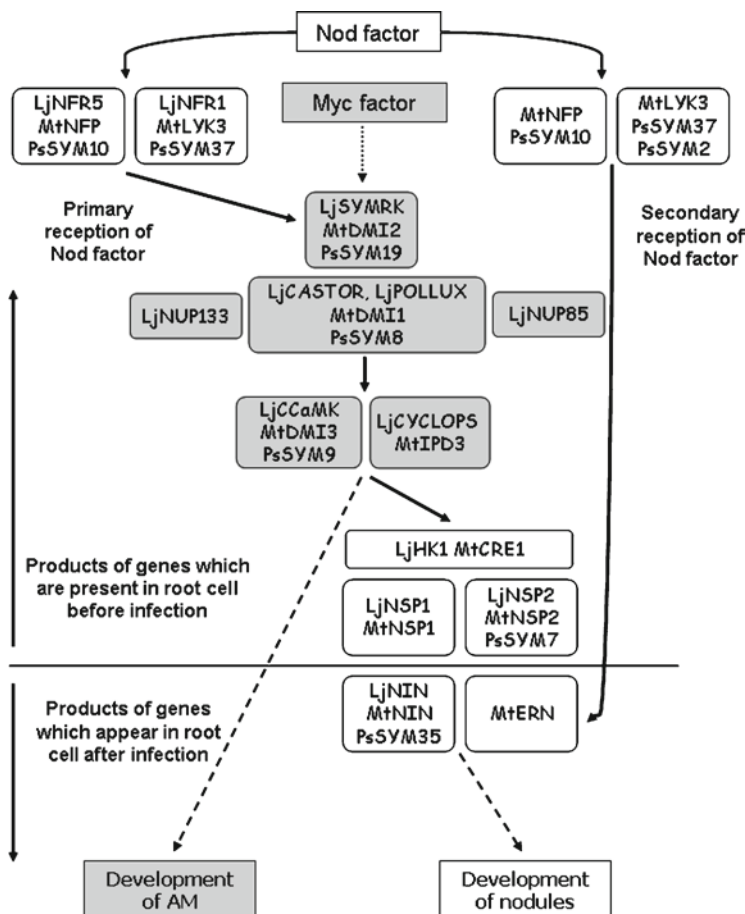 Nod factor
LjNFR5
MtNFP
PsSYM10
LjNFR1
MtLYK3
PsSYM37
Myc factor
MtNFP
PsSYM10
MtLYK3
PsSYM37
PsSYM2
Primary
reception of
Nod factor
LjSYMRK
MtDMI2
PsSYM19
Secondary
reception of
Nod factor
LjNUP133
LjCASTOR, LjPOLLUX
MtDMI1
PsSYM8
LjNUP85
LjCCaMK
MtDMI3
PsSYM9
LjCYCLOPS
MtIPD3
Products of genes which
are present in root cell
before infection
LjHK1 MtCRE1
LjNSP1
MtNSP1
LjNSP2
MtNSP2
PsSYM7
Products of genes
which appear in root
cell after infection
LjNIN
MtNIN
PsSYM35
MtERN
Development
of AM
Development
of nodules